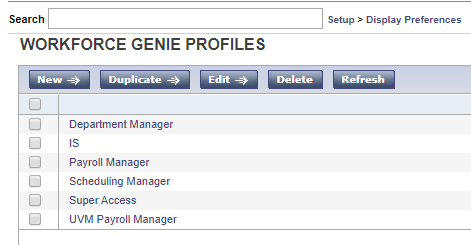 Search Setup > Display Preferences
WORKFORCE GENIE PROFILES
New Duplicate Edit Delete Refresh
Department Manager
IS
Payroll Manager
Scheduling Manager
Super Access
UVM Payroll Manager